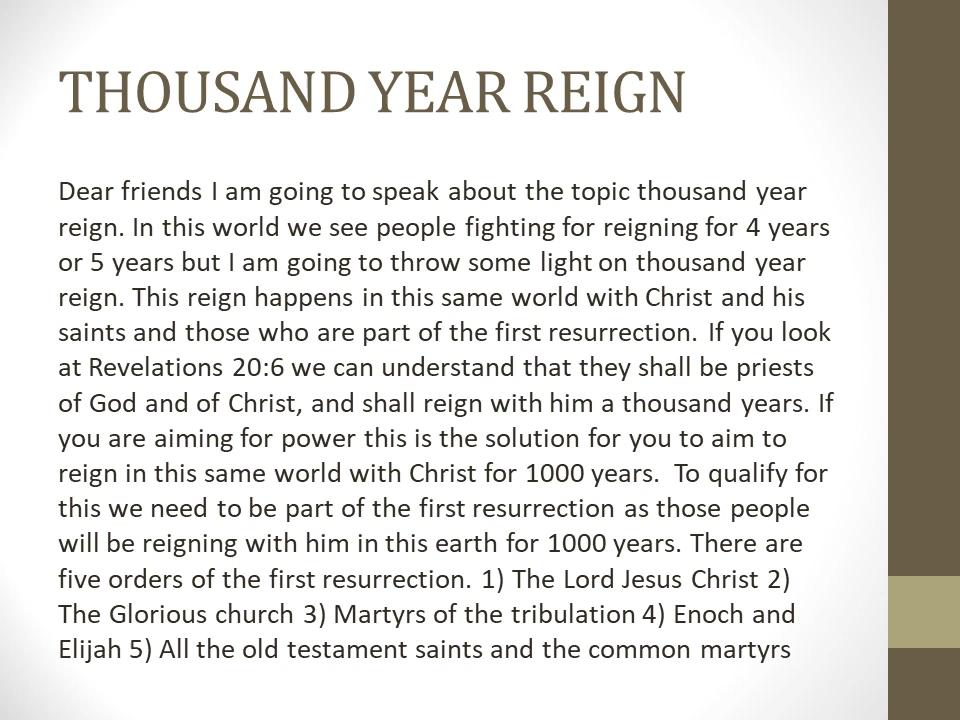 THOUSAND YEAR REIGN
Dear friends I am going to speak about the topic thousand year
reign. In this world we see people fighting for reigning for 4 years
or 5 years but I am going to throw some light on thousand year
reign. This reign happens in this same world with Christ and his
saints and those who are part of the first resurrection. If you look
at Revelations 20:6 we can understand that they shall be priests
of God and of Christ, and shall reign with him a thousand years. If
you are aiming for power this is the solution for you to aim to
reign in this same world with Christ for 1000 years. To qualify for
this we need to be part of the first resurrection as those people
will be reigning with him in this earth for 1000 years. There are
five orders of the first resurrection. 1) The Lord Jesus Christ 2)
The Glorious church 3) Martyrs of the tribulation 4) Enoch and
Elijah 5) All the old testament saints and the common martyrs